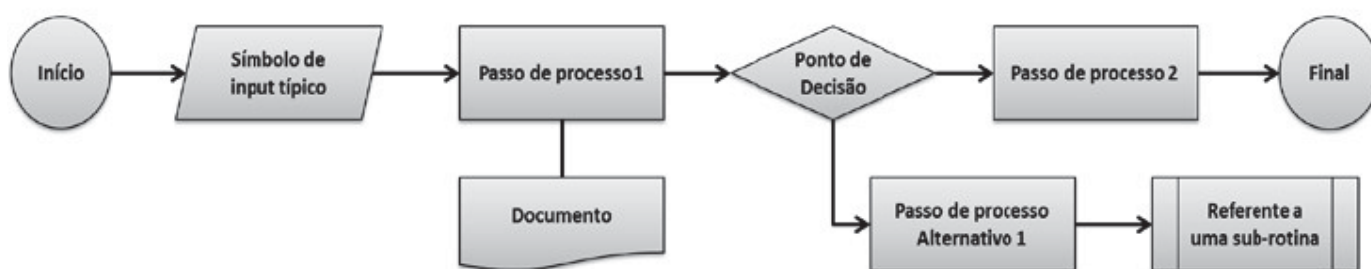 Início
Símbolo de
input típico
Passo de processo 1
Ponto de
Decisão
Passo de processo 2
Final
Documento
Passo de processo
Alternativo 1
Referente a
uma sub-rotina